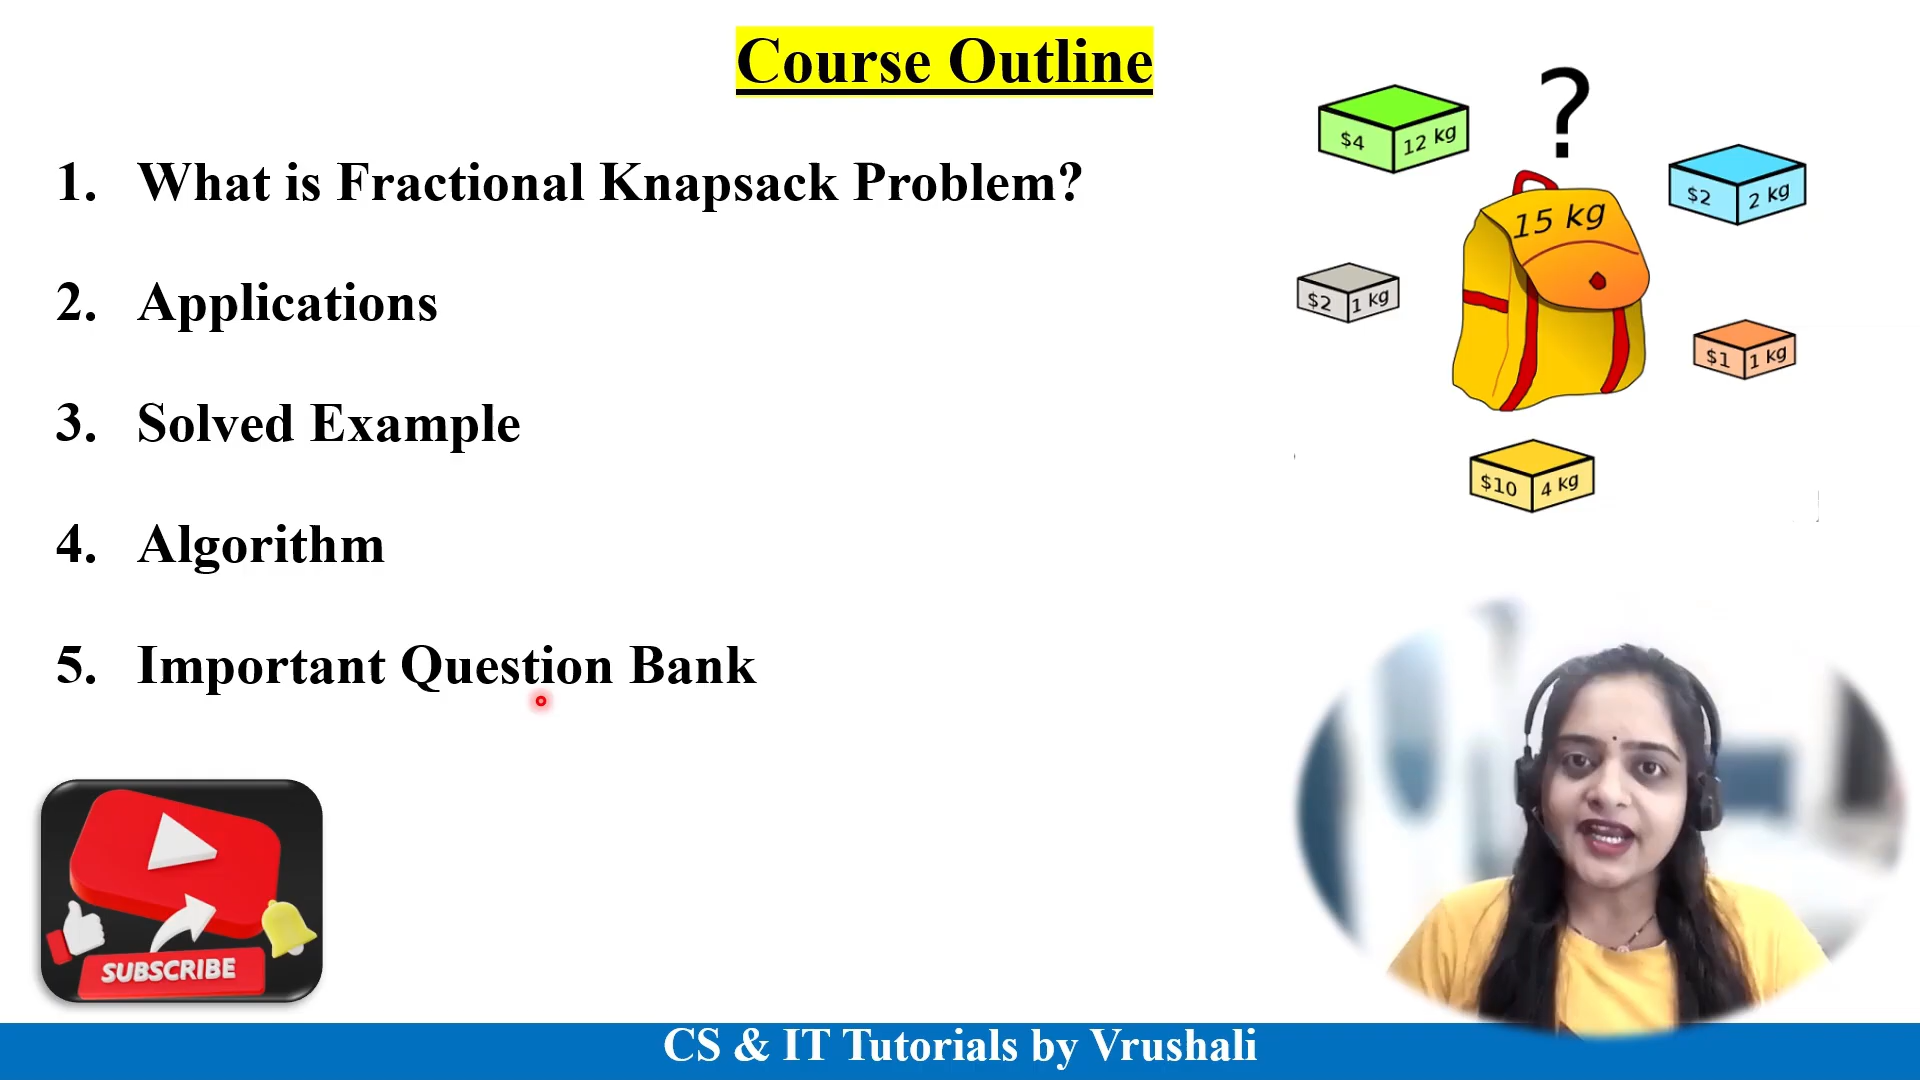 Course Outline
1. What is Fractional Knapsack Problem?
2. Applications
3. Solved Example
4. Algorithm
5. Important Question Bank
?
$4 12 kg
$2 2 kg
15 kg
$2 1 kg
$1 1 kg
$10 4 kg
SUBSCRIBE
CS & IT Tutorials by Vrushali